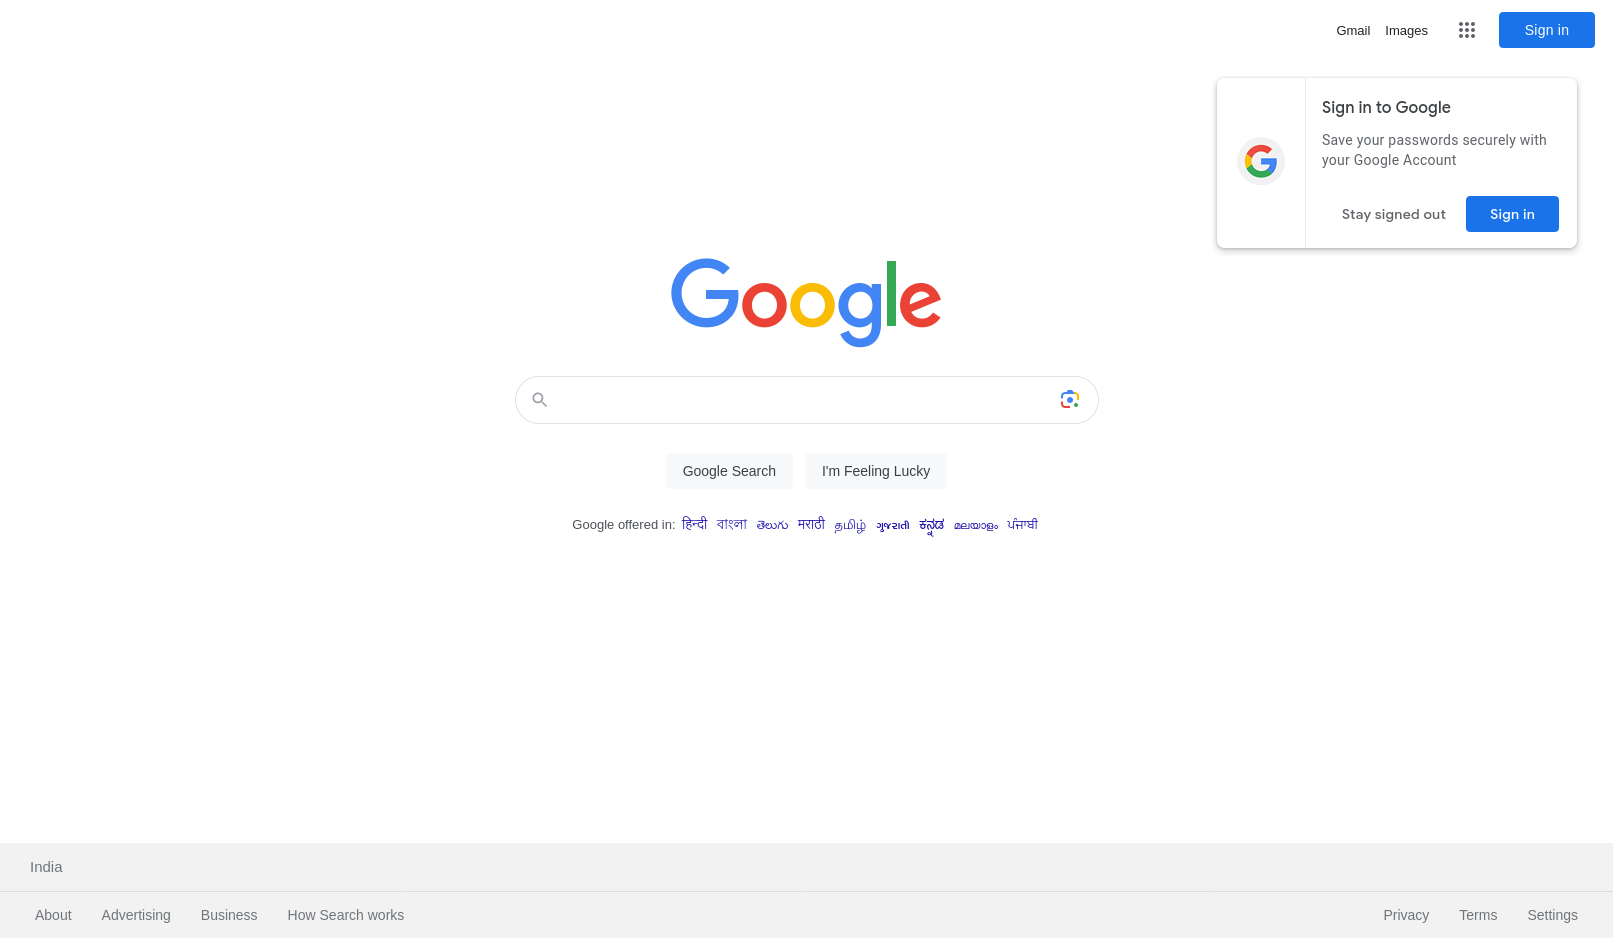 Gmail Images Sign in
Sign in to Google
Save your passwords securely with
your Google Account
Stay signed out Sign in
Google
Google Search I'm Feeling Lucky
Google offered in: हिन्दी বাংলা తెలుగు मराठी தமிழ் ગુજરાતી ಕನ್ನಡ മലയാളം ਪੰਜਾਬੀ
India
About Advertising Business How Search works Privacy Terms Settings